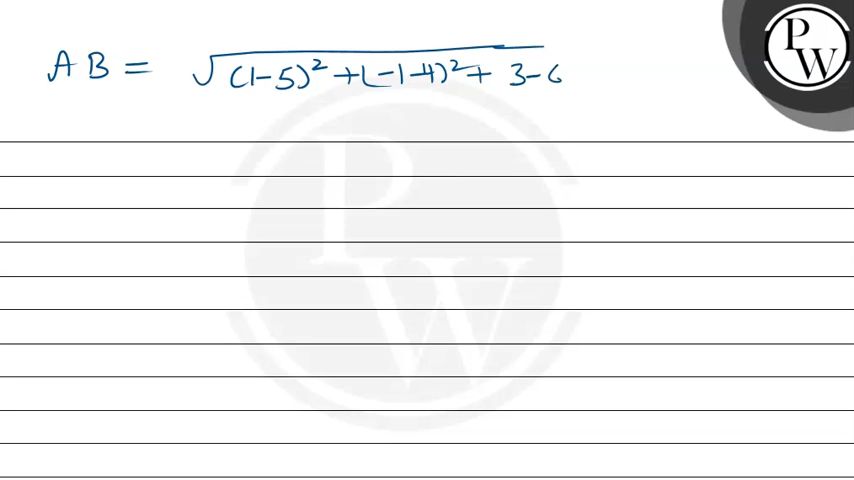 P
W
AB = √(1-5)² + (-1-4)² + 3-6
P
W